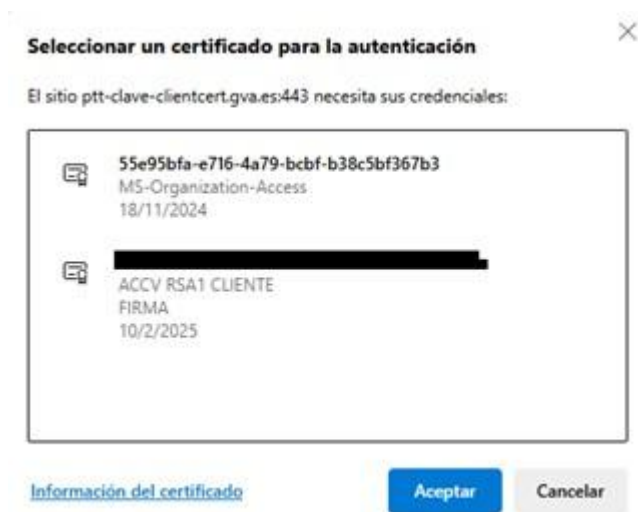 Seleccionar un certificado para la autenticación
El sitio ptt-clave-clientcert.gva.es:443 necesita sus credenciales:
55e95bfa-e716-4a79-bcbf-b38c5bf367b3
MS-Organization-Access
18/11/2024
ACCV RSA1 CLIENTE
FIRMA
10/2/2025
Información del certificado
Aceptar
Cancelar